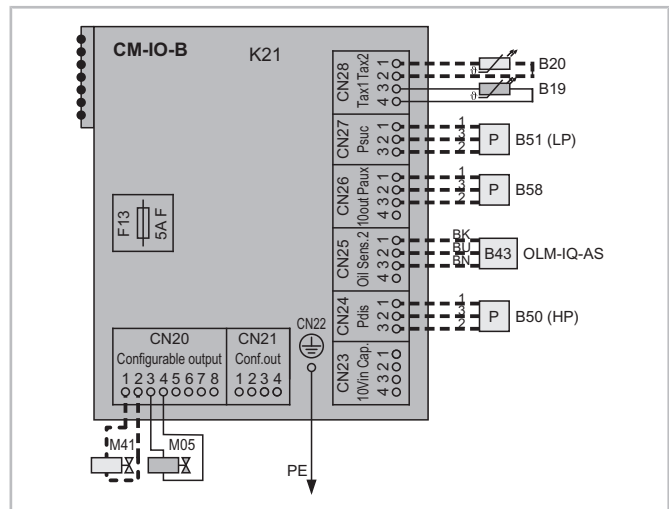 CM-IO-B
K21
CN28
Tax1 Tax2
4 3 2 1
ϑ
B20
ϑ
B19
CN27
Psuc
3 2 1
1
3
2
P
B51 (LP)
CN26
10out Paux
3 2 1
1
3
2
P
B58
F13
5A F
CN25
Oil Sens.2
4 3 2 1
BK
BU
BN
B43
OLM-IQ-AS
CN24
Pdis
3 2 1
1
3
2
P
B50 (HP)
CN23
10Vin Cap.
4 3 2 1
CN22
CN20
Configurable output
1 2 3 4 5 6 7 8
CN21
Conf.out
1 2 3 4
M41
M05
PE